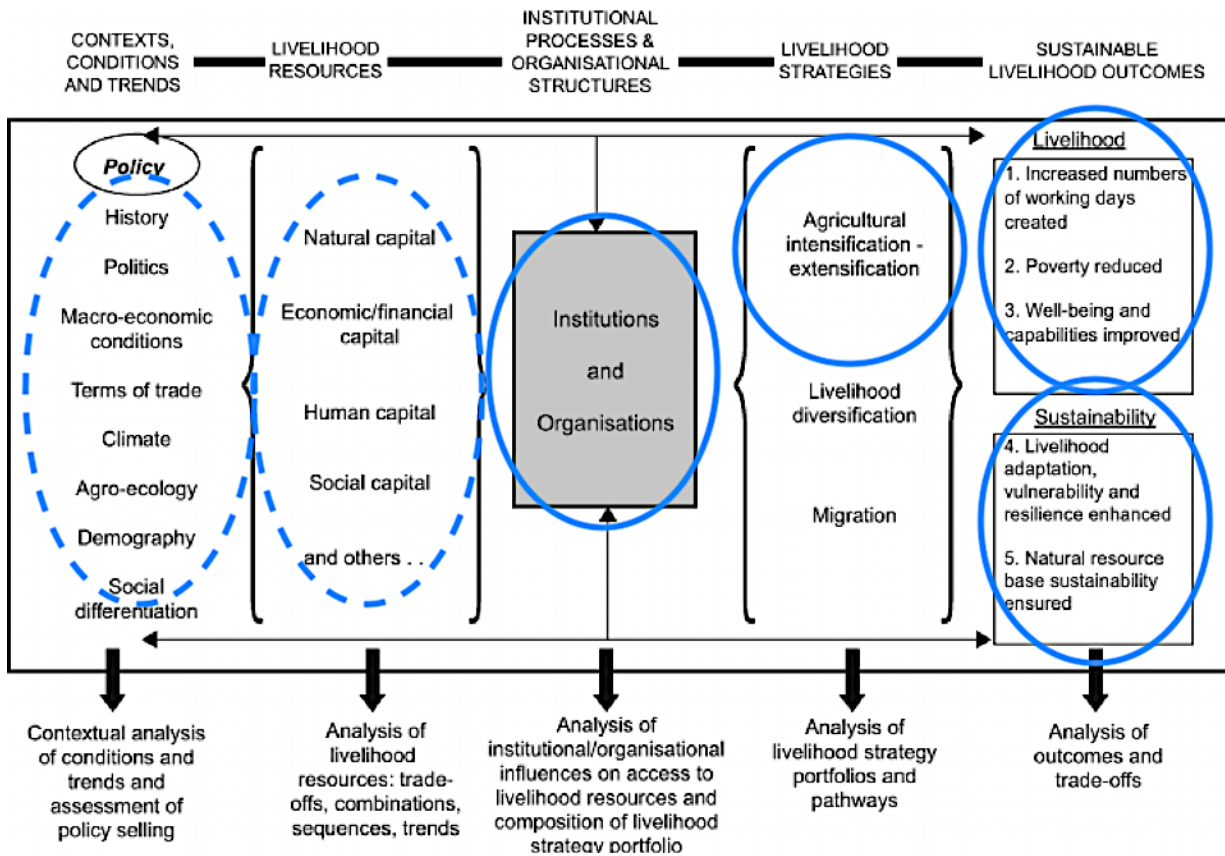 CONTEXTS,
CONDITIONS
AND TRENDS
LIVELIHOOD
RESOURCES
INSTITUTIONAL
PROCESSES &
ORGANISATIONAL
STRUCTURES
LIVELIHOOD
STRATEGIES
SUSTAINABLE
LIVELIHOOD OUTCOMES
Policy
History
Politics
Macro-economic
conditions
Terms of trade
Climate
Agro-ecology
Demography
Social
differentiation
Natural capital
Economic/financial
capital
Human capital
Social capital
and others . .
Institutions
and
Organisations
Agricultural
intensification -
extensification
Livelihood
diversification
Migration
Livelihood
1. Increased numbers
of working days
created
2. Poverty reduced
3. Well-being and
capabilities improved
Sustainability
4. Livelihood
adaptation,
vulnerability and
resilience enhanced
5. Natural resource
base sustainability
ensured
Contextual analysis
of conditions and
trends and
assessment of
policy selling
Analysis of
livelihood
resources: trade-
offs, combinations,
sequences, trends
Analysis of
institutional/organisational
influences on access to
livelihood resources and
composition of livelihood
strategy portfolio
Analysis of
livelihood strategy
portfolios and
pathways
Analysis of
outcomes and
trade-offs